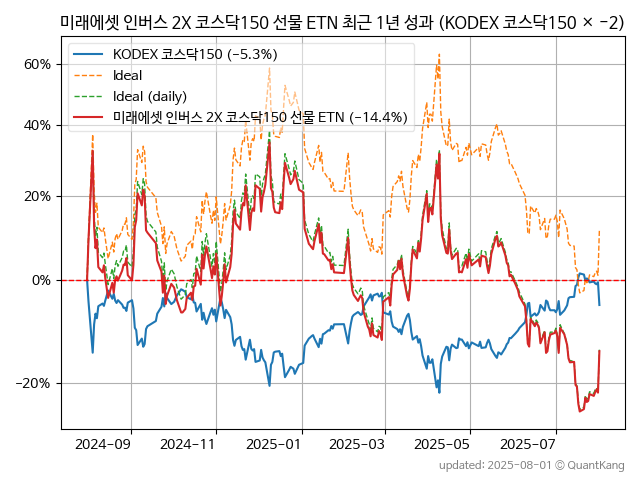 미래에셋 인버스 2X 코스닥150 선물 ETN 최근 1년 성과 (KODEX 코스닥150 × −2)
KODEX 코스닥150 (−5.3%)
Ideal
Ideal (daily)
미래에셋 인버스 2X 코스닥150 선물 ETN (−14.4%)
60%
40%
20%
0%
−20%
2024-09
2024-11
2025-01
2025-03
2025-05
2025-07
updated: 2025-08-01 © QuantKang